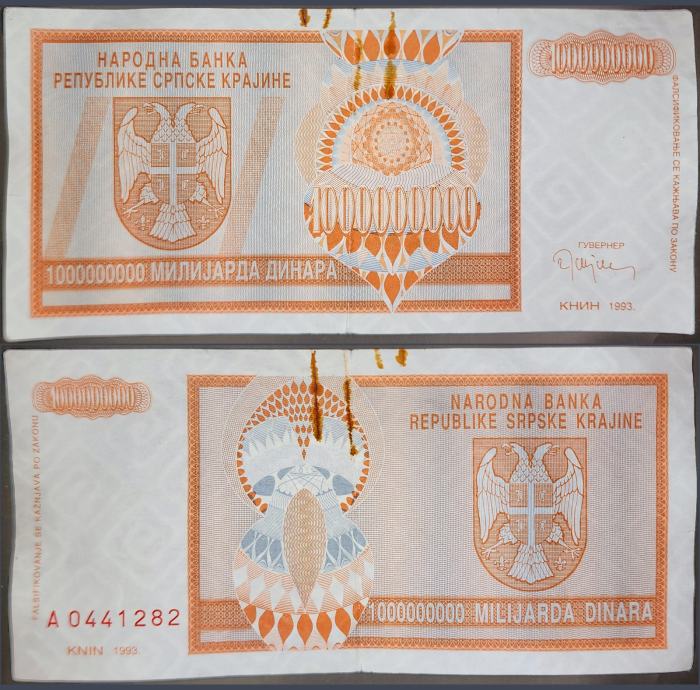 НАРОДНА БАНКА
РЕПУБЛИКЕ СРПСКЕ КРАЈИНЕ
1000000000
1000000000
1000000000 МИЛИЈАРДА ДИНАРА
ФАЛСИФИКОВАЊЕ СЕ КАЖЊАВА ПО ЗАКОНУ
ГУВЕРНЕР
КНИН 1993.
1000000000
NARODNA BANKA
REPUBLIKE SRPSKE KRAJINE
FALSIFIKOVANJE SE KAŽNJAVA PO ZAKONU
A 0441282
1000000000 MILIJARDA DINARA
KNIN 1993.